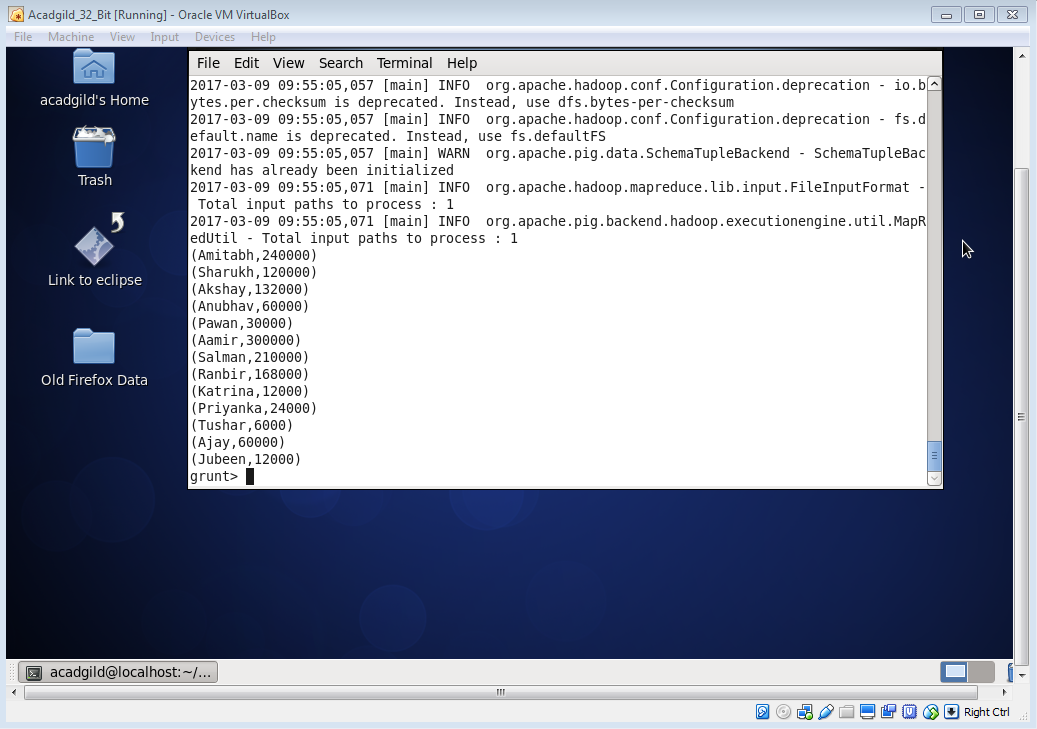 Acadgild_32_Bit [Running] - Oracle VM VirtualBox
File Machine View Input Devices Help
acadgild's Home
Trash
Link to eclipse
Old Firefox Data
File Edit View Search Terminal Help
2017-03-09 09:55:05,057 [main] INFO  org.apache.hadoop.conf.Configuration.deprecation - io.b
ytes.per.checksum is deprecated. Instead, use dfs.bytes-per-checksum
2017-03-09 09:55:05,057 [main] INFO  org.apache.hadoop.conf.Configuration.deprecation - fs.d
efault.name is deprecated. Instead, use fs.defaultFS
2017-03-09 09:55:05,057 [main] WARN  org.apache.pig.data.SchemaTupleBackend - SchemaTupleBac
kend has already been initialized
2017-03-09 09:55:05,071 [main] INFO  org.apache.hadoop.mapreduce.lib.input.FileInputFormat -
 Total input paths to process : 1
2017-03-09 09:55:05,071 [main] INFO  org.apache.pig.backend.hadoop.executionengine.util.MapR
edUtil - Total input paths to process : 1
(Amitabh,240000)
(Sharukh,120000)
(Akshay,132000)
(Anubhav,60000)
(Pawan,30000)
(Aamir,300000)
(Salman,210000)
(Ranbir,168000)
(Katrina,12000)
(Priyanka,24000)
(Tushar,6000)
(Ajay,60000)
(Jubeen,12000)
grunt>
acadgild@localhost:~/...
Right Ctrl